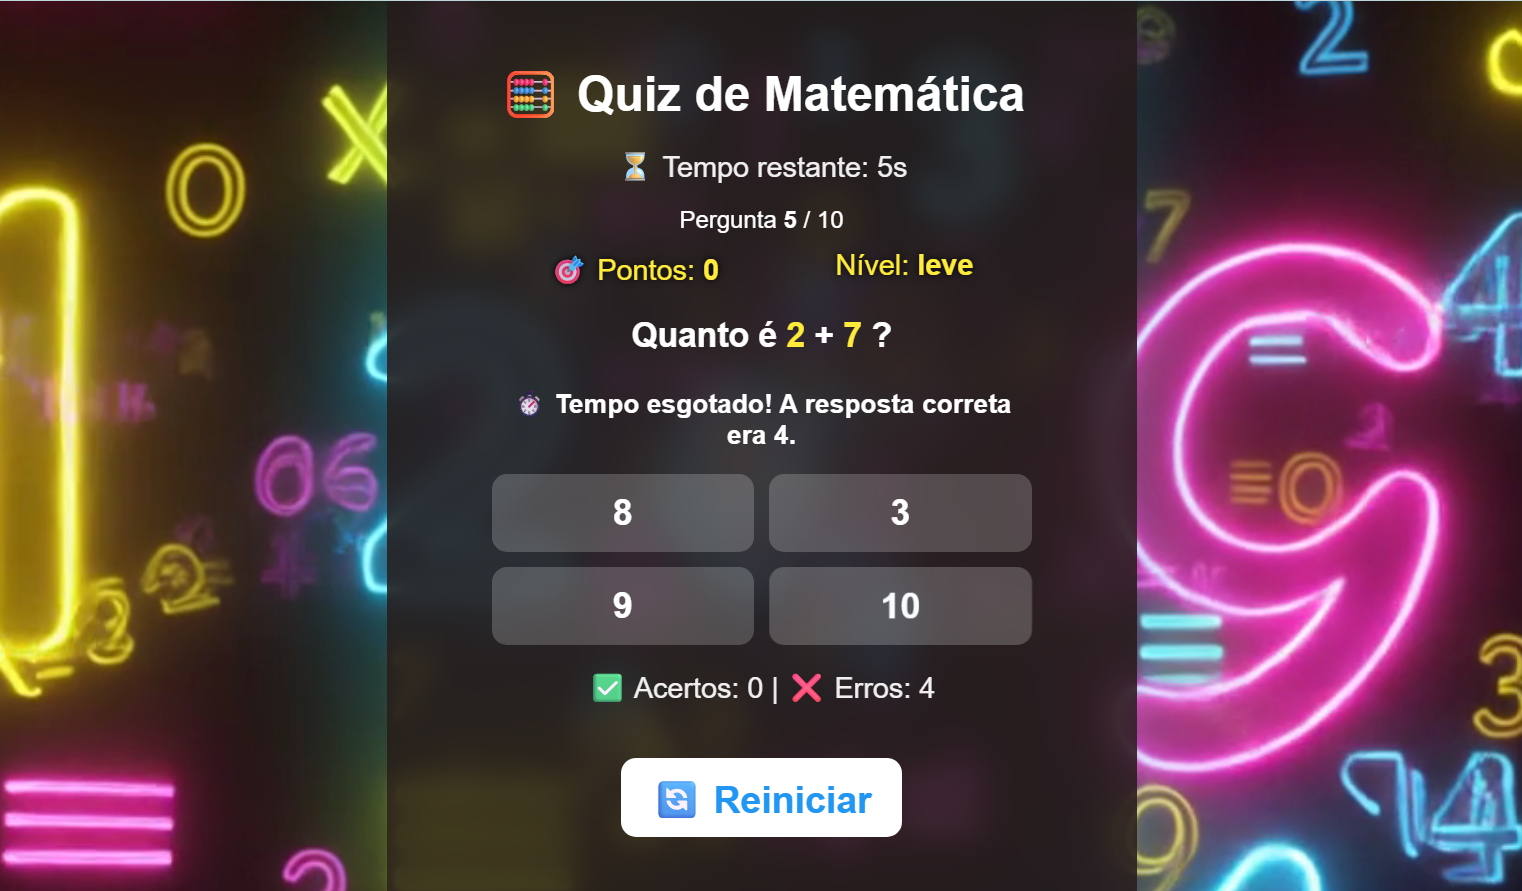 Quiz de Matemática
Tempo restante: 5s
Pergunta 5 / 10
Pontos: 0 Nível: leve
Quanto é 2 + 7 ?
Tempo esgotado! A resposta correta
era 4.
8 3
9 10
Acertos: 0 | Erros: 4
Reiniciar